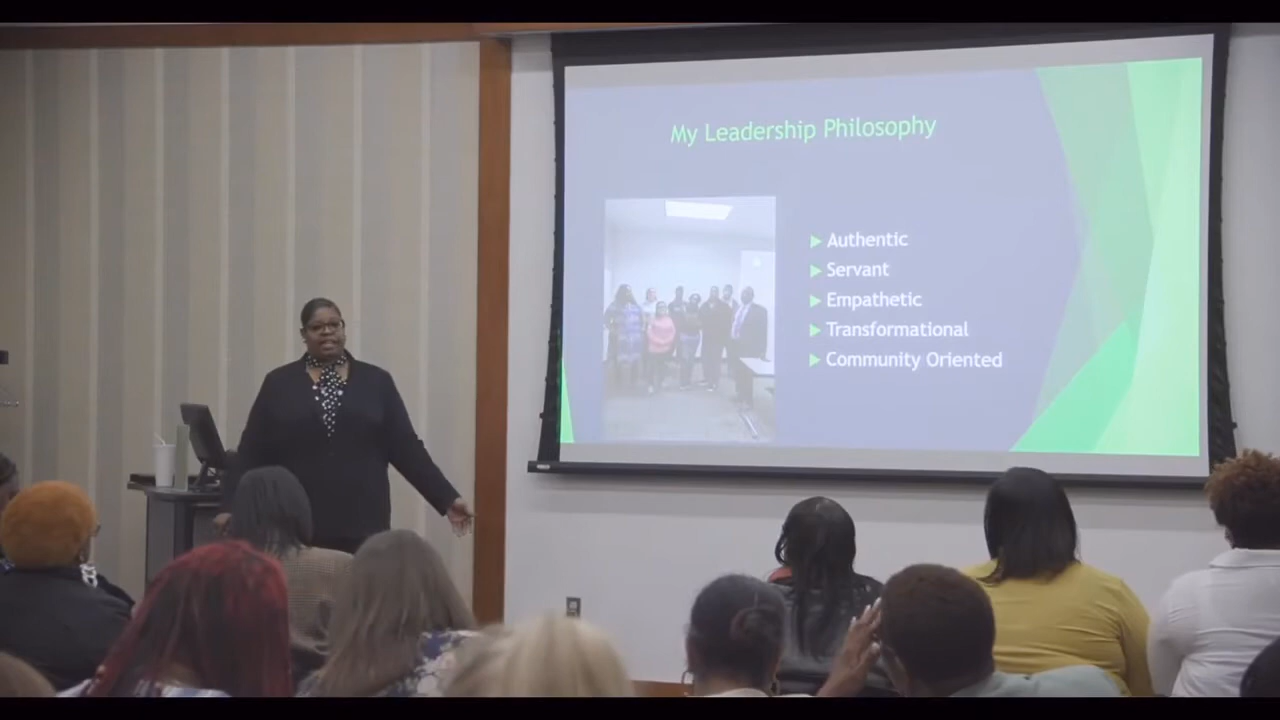 My Leadership Philosophy
Authentic
Servant
Empathetic
Transformational
Community Oriented